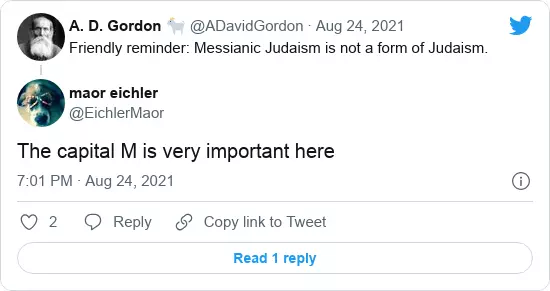 A. D. Gordon 🐐 @ADavidGordon · Aug 24, 2021
Friendly reminder: Messianic Judaism is not a form of Judaism.
maor eichler
@EichlerMaor
The capital M is very important here
7:01 PM · Aug 24, 2021
2 Reply Copy link to Tweet
Read 1 reply